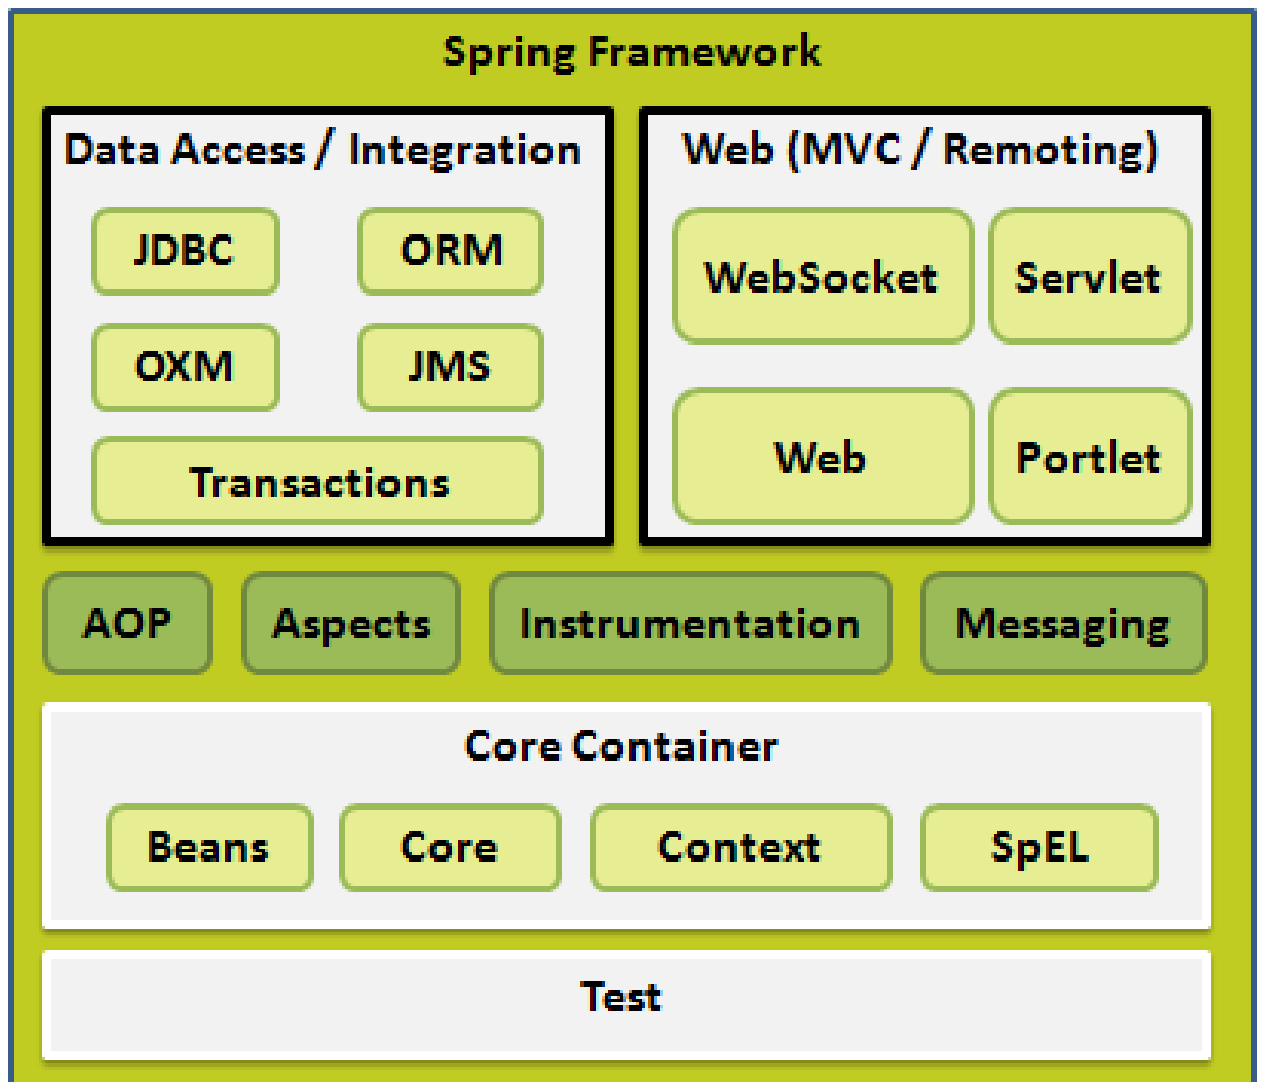 Spring Framework
Data Access / Integration
JDBC
ORM
OXM
JMS
Transactions
Web (MVC / Remoting)
WebSocket
Servlet
Web
Portlet
AOP
Aspects
Instrumentation
Messaging
Core Container
Beans
Core
Context
SpEL
Test